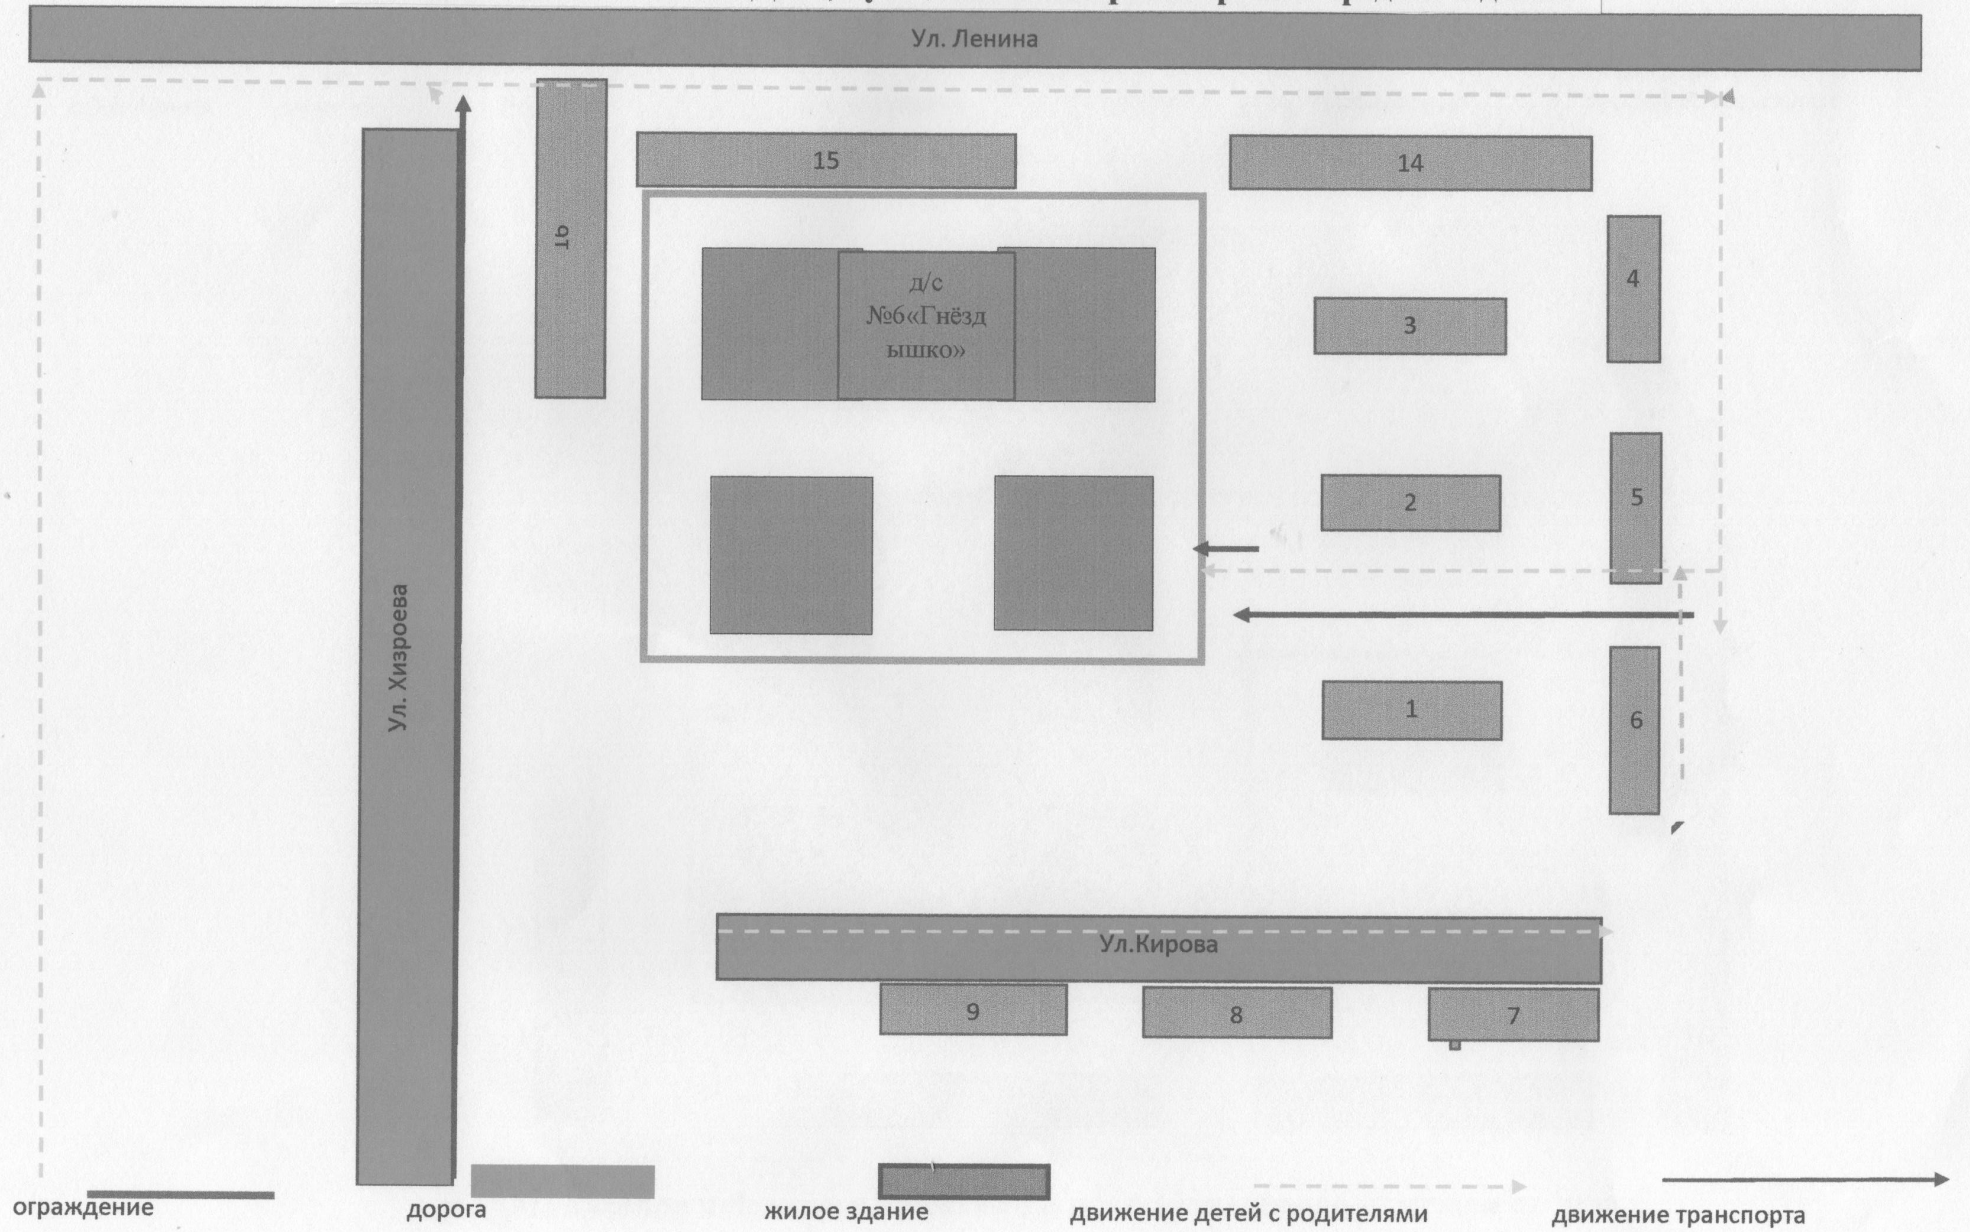 Ул. Ленина
15
14
16
4
д/с
№6«Гнёзд
ышко»
3
2
5
Ул. Хизроева
1
6
Ул.Кирова
9
8
7
ограждение
дорога
жилое здание
движение детей с родителями
движение транспорта